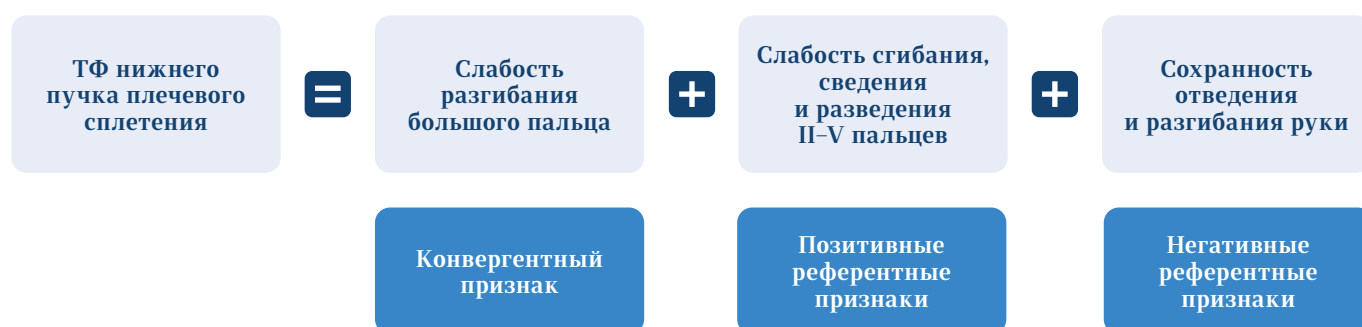 ТФ нижнего
пучка плечевого
сплетения
=
Слабость
разгибания
большого пальца
+
Слабость сгибания,
сведения
и разведения
II–V пальцев
+
Сохранность
отведения
и разгибания руки
Конвергентный
признак
Позитивные
референтные
признаки
Негативные
референтные
признаки